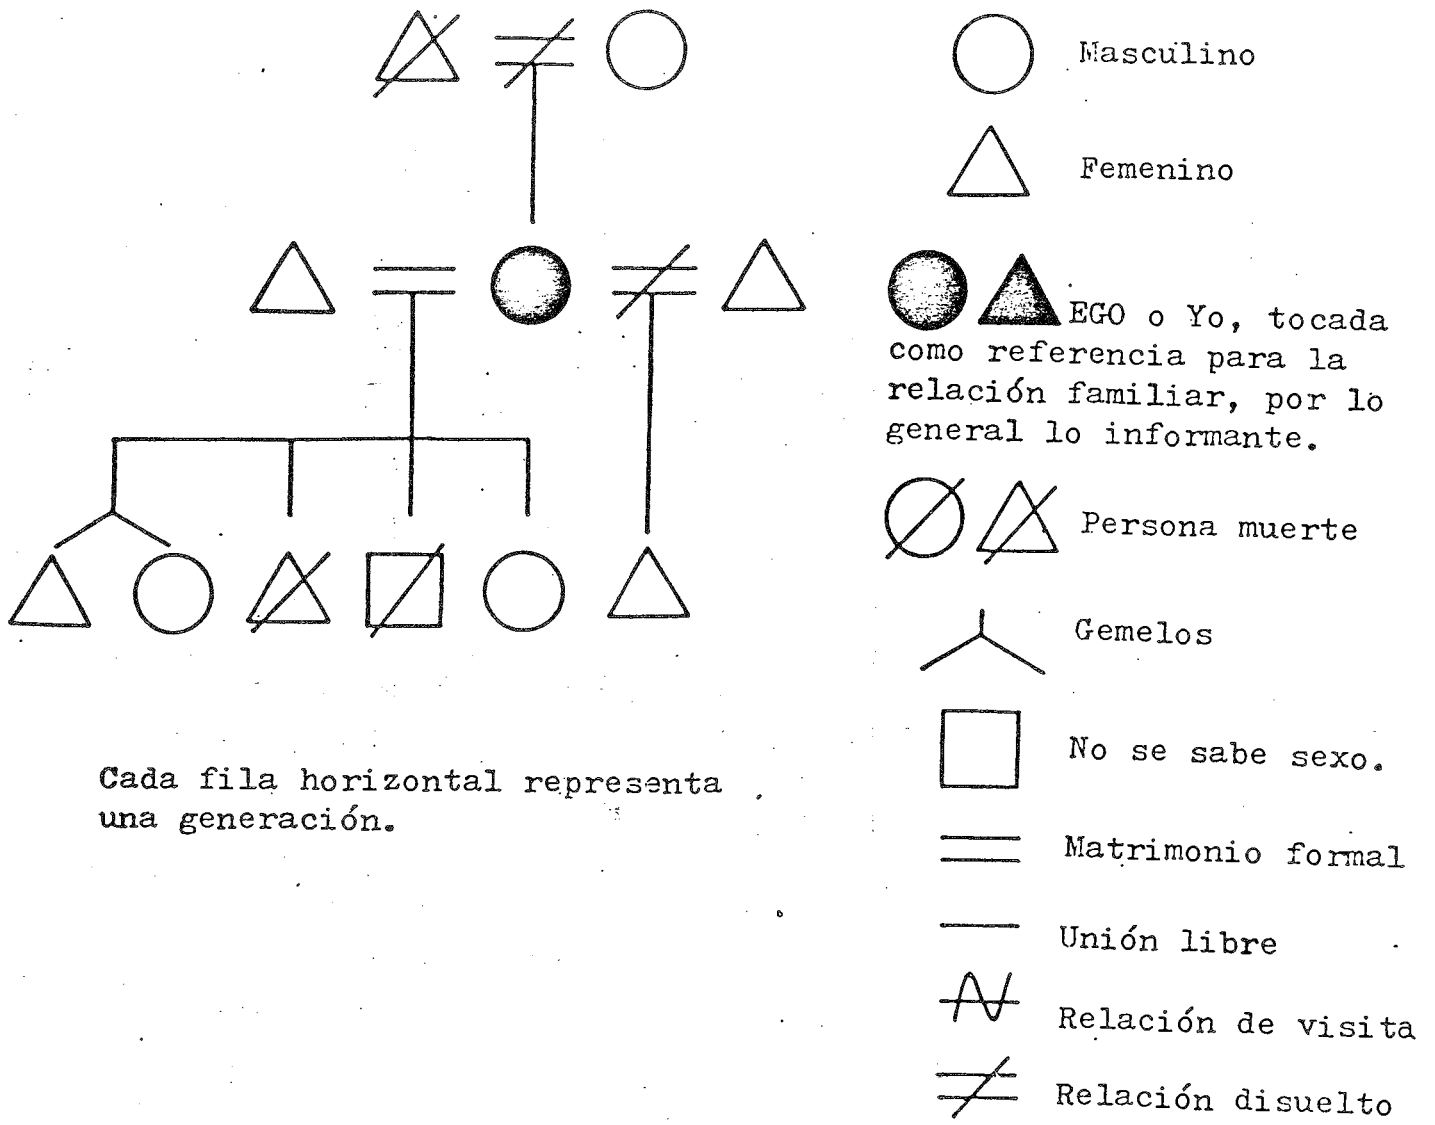 Masculino
Femenino
EGO o Yo, tocada
como referencia para la
relación familiar, por lo
general lo informante.
Persona muerte
Gemelos
No se sabe sexo.
Cada fila horizontal representa
una generación.
Matrimonio formal
Unión libre
Relación de visita
Relación disuelto